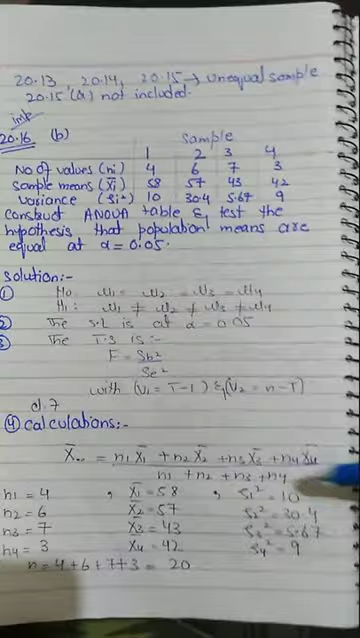 20.13, 20.14, 20.15 → unequal sample
20.15 (a) not included.
imp
20.16 (b)
Sample
1 2 3 4
No of values (ni) 4 6 7 3
Sample means (X̄i) 58 57 43 42
variance (Si²) 10 30.4 5.67 9
construct ANOVA table & test the
hypothesis that population means are
equal at α = 0.05.
Solution:-
① H₀: μ₁ = μ₂ = μ₃ = μ₄
H₁: μ₁ ≠ μ₂ ≠ μ₃ ≠ μ₄
② The S.L is at α = 0.05
③ The T.S is :-
F = Sb²/Se²
with (V₁ = T-1) & (V₂ = n-T)
d.f
④ calculations:-
X̄.. = n₁X̄₁ + n₂X̄₂ + n₃X̄₃ + n₄X̄₄
n₁ + n₂ + n₃ + n₄
n₁ = 4 , X̄₁ = 58 , S₁² = 10
n₂ = 6 X̄₂ = 57 S₂² = 30.4
n₃ = 7 X̄₃ = 43 S₃² = 5.67
n₄ = 3 X̄₄ = 42 S₄² = 9
n = 4+6+7+3 = 20